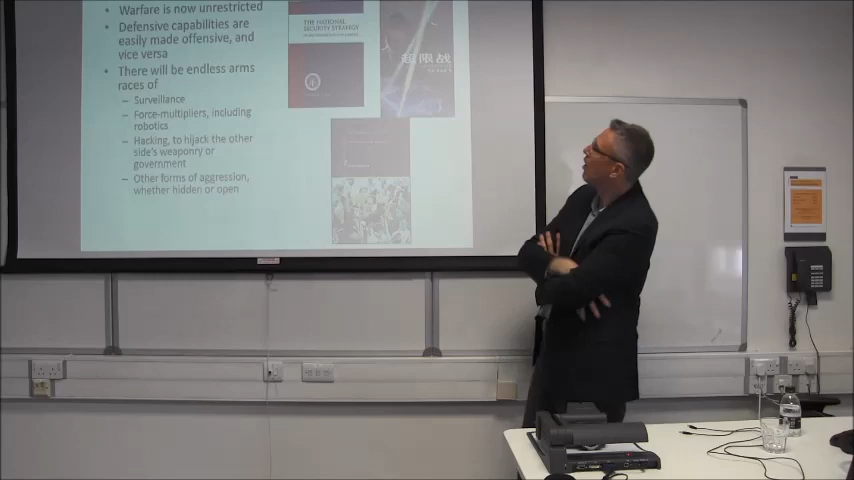 • Warfare is now unrestricted
• Defensive capabilities are
easily made offensive, and
vice versa
• There will be endless arms
races of
– Surveillance
– Force-multipliers, including
robotics
– Hacking, to hijack the other
side's weaponry or
government
– Other forms of aggression,
whether hidden or open
THE NATIONAL
SECURITY STRATEGY
超限战